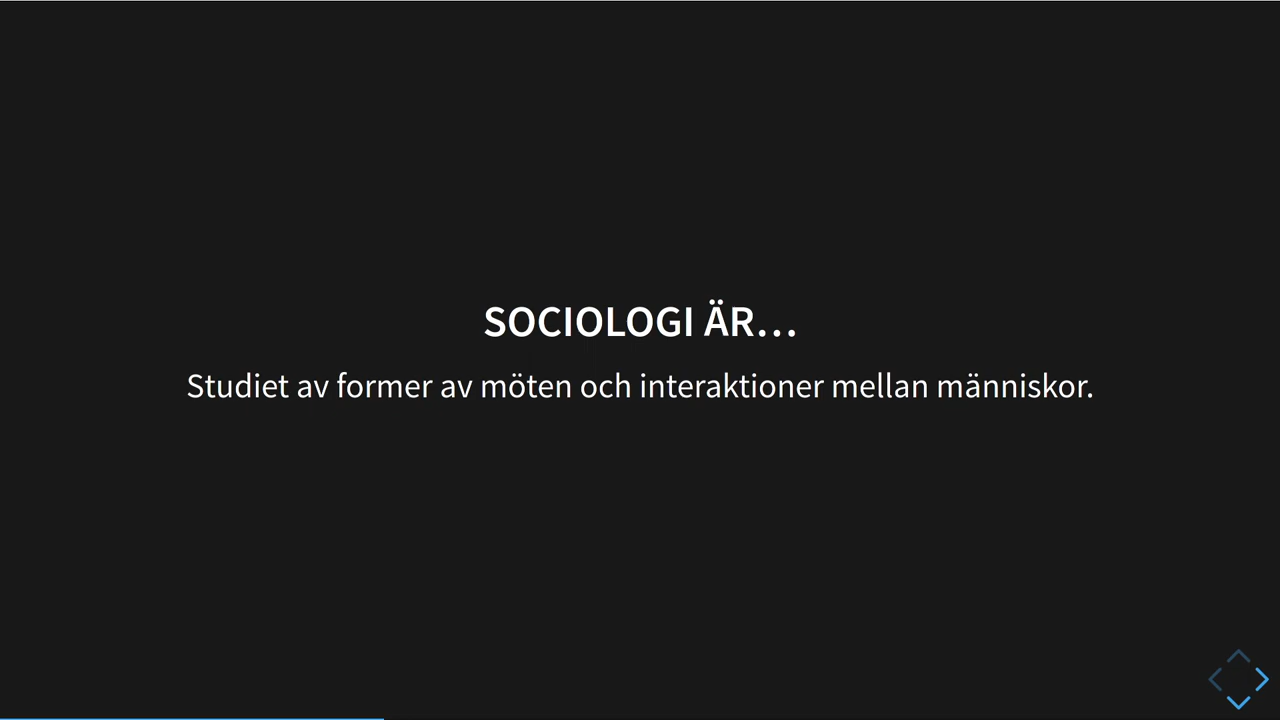 SOCIOLOGI ÄR…
Studiet av former av möten och interaktioner mellan människor.